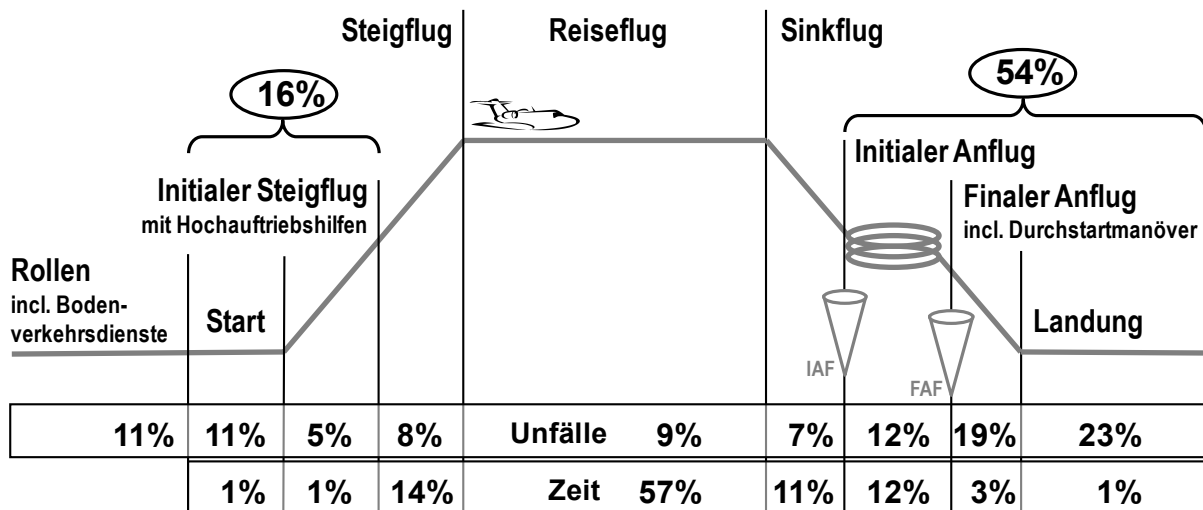 Steigflug
Reiseflug
Sinkflug
16%
54%
Initialer Anflug
Initialer Steigflug
mit Hochauftriebshilfen
Finaler Anflug
incl. Durchstartmanöver
Rollen
incl. Boden-
verkehrsdienste
Start
Landung
IAF
FAF
11% 11% 5% 8% Unfälle 9% 7% 12% 19% 23%
1% 1% 14% Zeit 57% 11% 12% 3% 1%